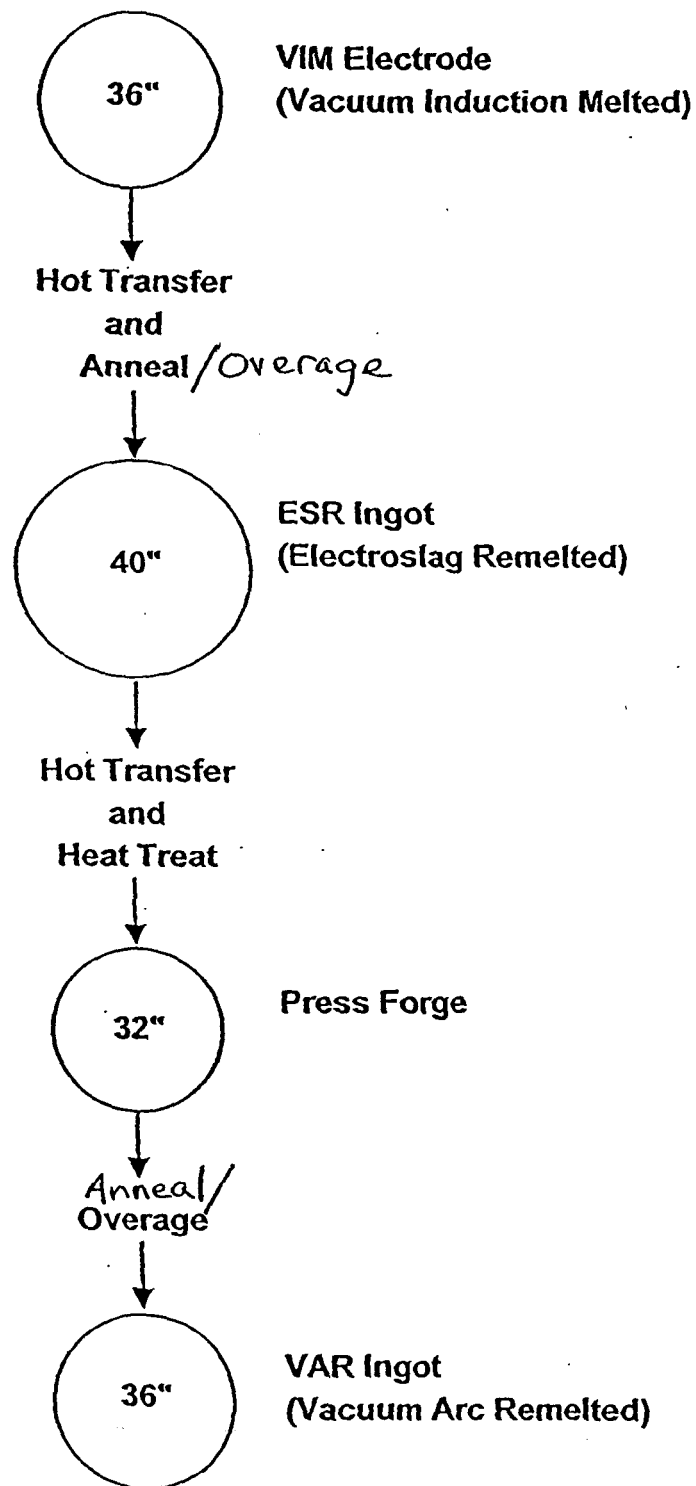 36"
VIM Electrode
(Vacuum Induction Melted)
Hot Transfer
and
Anneal/Overage
40"
ESR Ingot
(Electroslag Remelted)
Hot Transfer
and
Heat Treat
32"
Press Forge
Anneal/
Overage
36"
VAR Ingot
(Vacuum Arc Remelted)